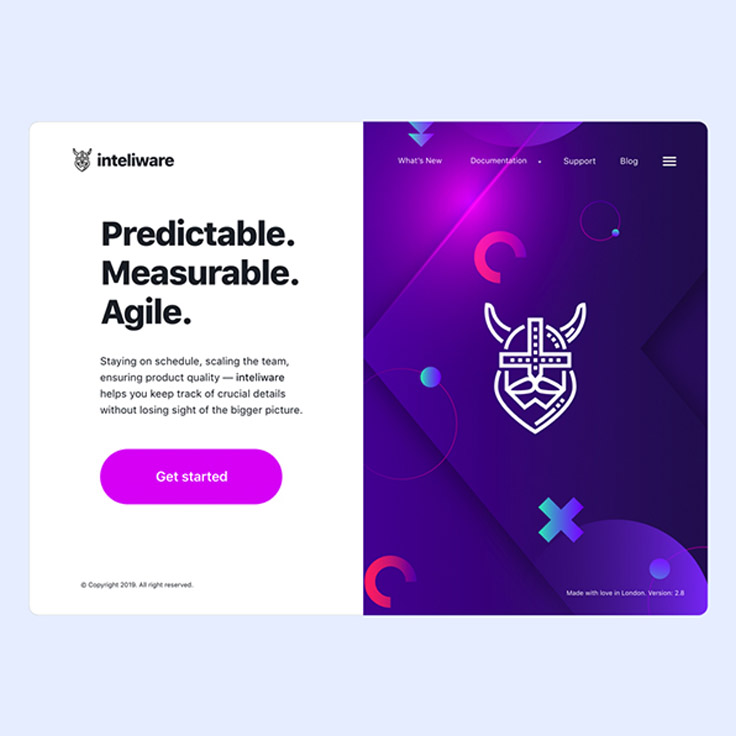 inteliware
What's New Documentation Support Blog
Predictable.
Measurable.
Agile.
Staying on schedule, scaling the team,
ensuring product quality — inteliware
helps you keep track of crucial details
without losing sight of the bigger picture.
Get started
© Copyright 2019. All right reserved.
Made with love in London. Version: 2.8